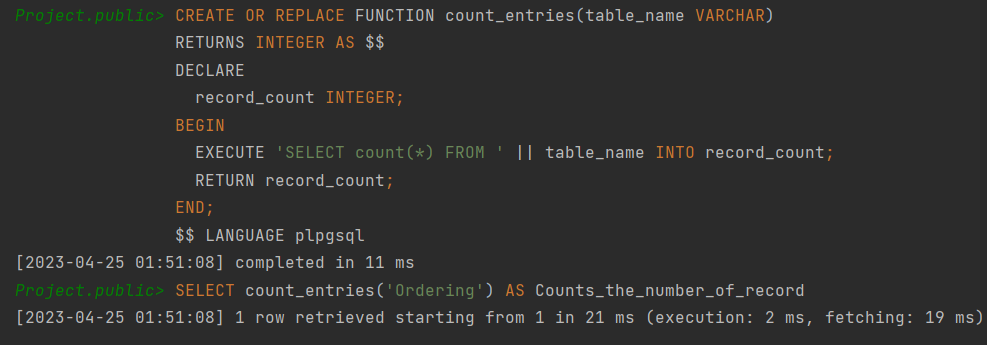 Project.public> CREATE OR REPLACE FUNCTION count_entries(table_name VARCHAR)
RETURNS INTEGER AS $$
DECLARE
record_count INTEGER;
BEGIN
EXECUTE 'SELECT count(*) FROM ' || table_name INTO record_count;
RETURN record_count;
END;
$$ LANGUAGE plpgsql
[2023-04-25 01:51:08] completed in 11 ms
Project.public> SELECT count_entries('Ordering') AS Counts_the_number_of_record
[2023-04-25 01:51:08] 1 row retrieved starting from 1 in 21 ms (execution: 2 ms, fetching: 19 ms)